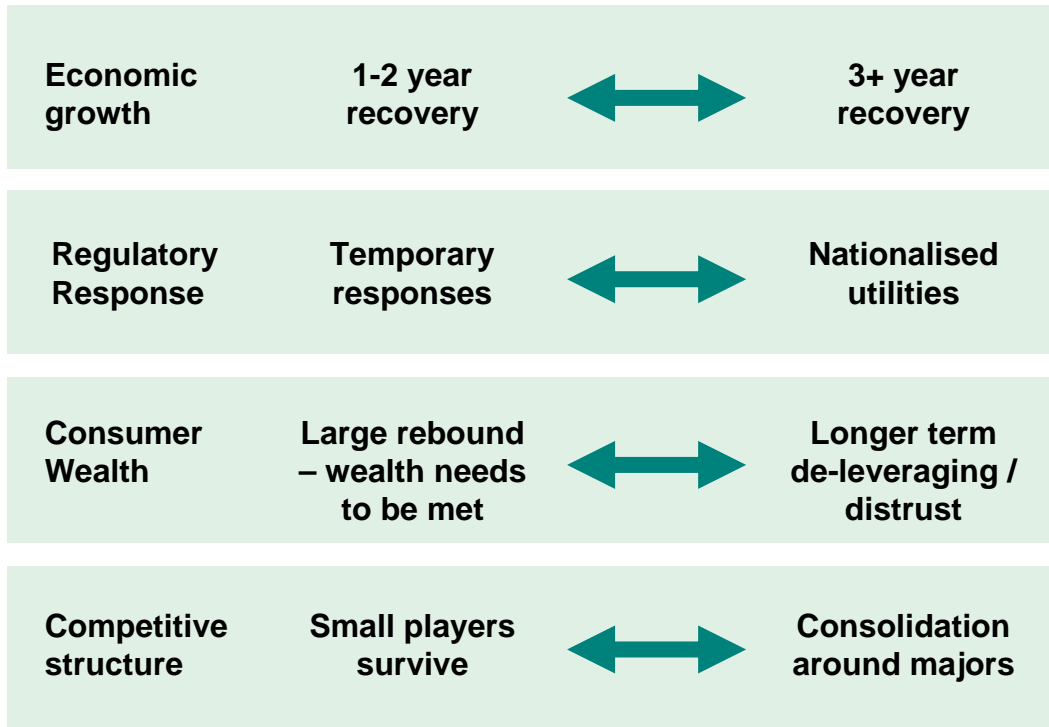 Economic growth
1-2 year recovery
3+ year recovery
Regulatory Response
Temporary responses
Nationalised utilities
Consumer Wealth
Large rebound – wealth needs to be met
Longer term de-leveraging / distrust
Competitive structure
Small players survive
Consolidation around majors